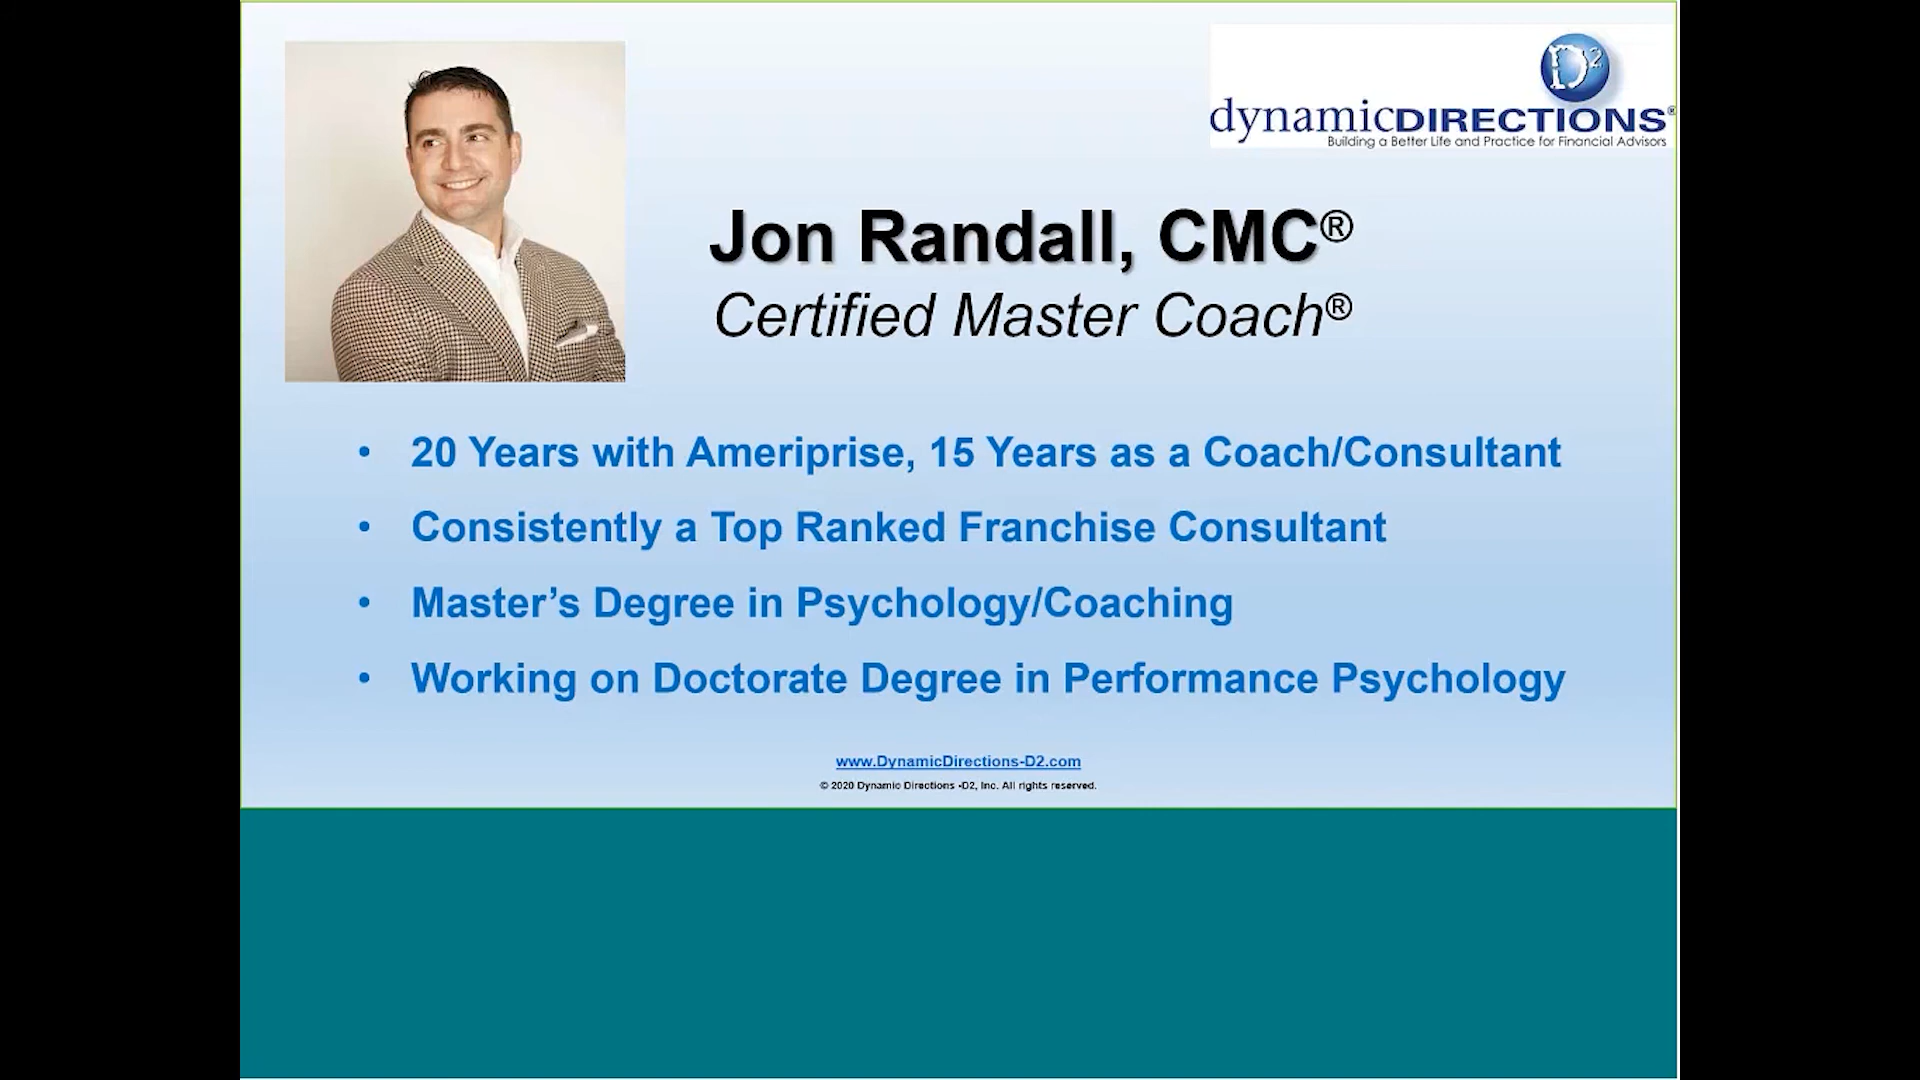 D2
dynamicDIRECTIONS®
Building a Better Life and Practice for Financial Advisors
Jon Randall, CMC®
Certified Master Coach®
• 20 Years with Ameriprise, 15 Years as a Coach/Consultant
• Consistently a Top Ranked Franchise Consultant
• Master’s Degree in Psychology/Coaching
• Working on Doctorate Degree in Performance Psychology
www.DynamicDirections-D2.com
© 2020 Dynamic Directions -D2, Inc. All rights reserved.